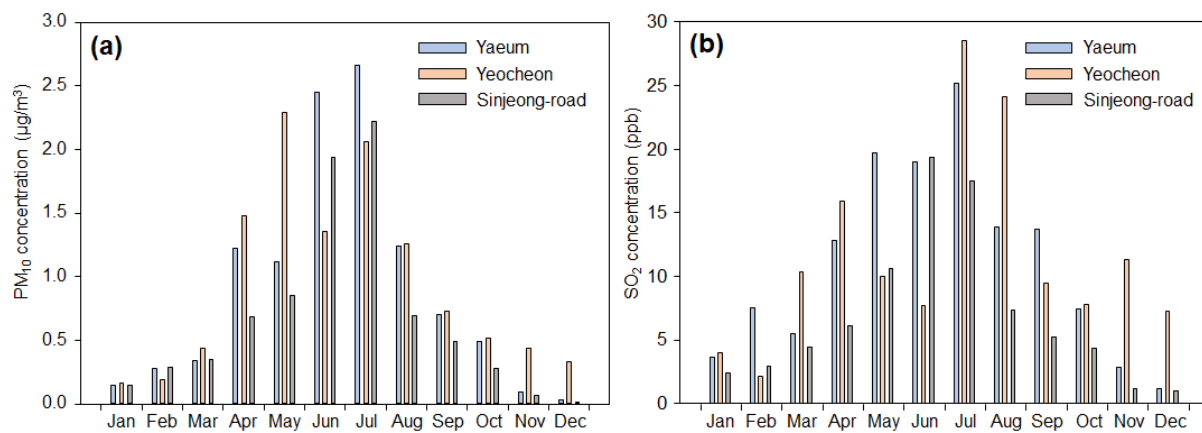 (a)
Yaeum
Yeocheon
Sinjeong-road
PM₁₀ concentration (µg/m³)
3.0
2.5
2.0
1.5
1.0
0.5
0.0
Jan Feb Mar Apr May Jun Jul Aug Sep Oct Nov Dec
(b)
Yaeum
Yeocheon
Sinjeong-road
SO₂ concentration (ppb)
30
25
20
15
10
5
0
Jan Feb Mar Apr May Jun Jul Aug Sep Oct Nov Dec